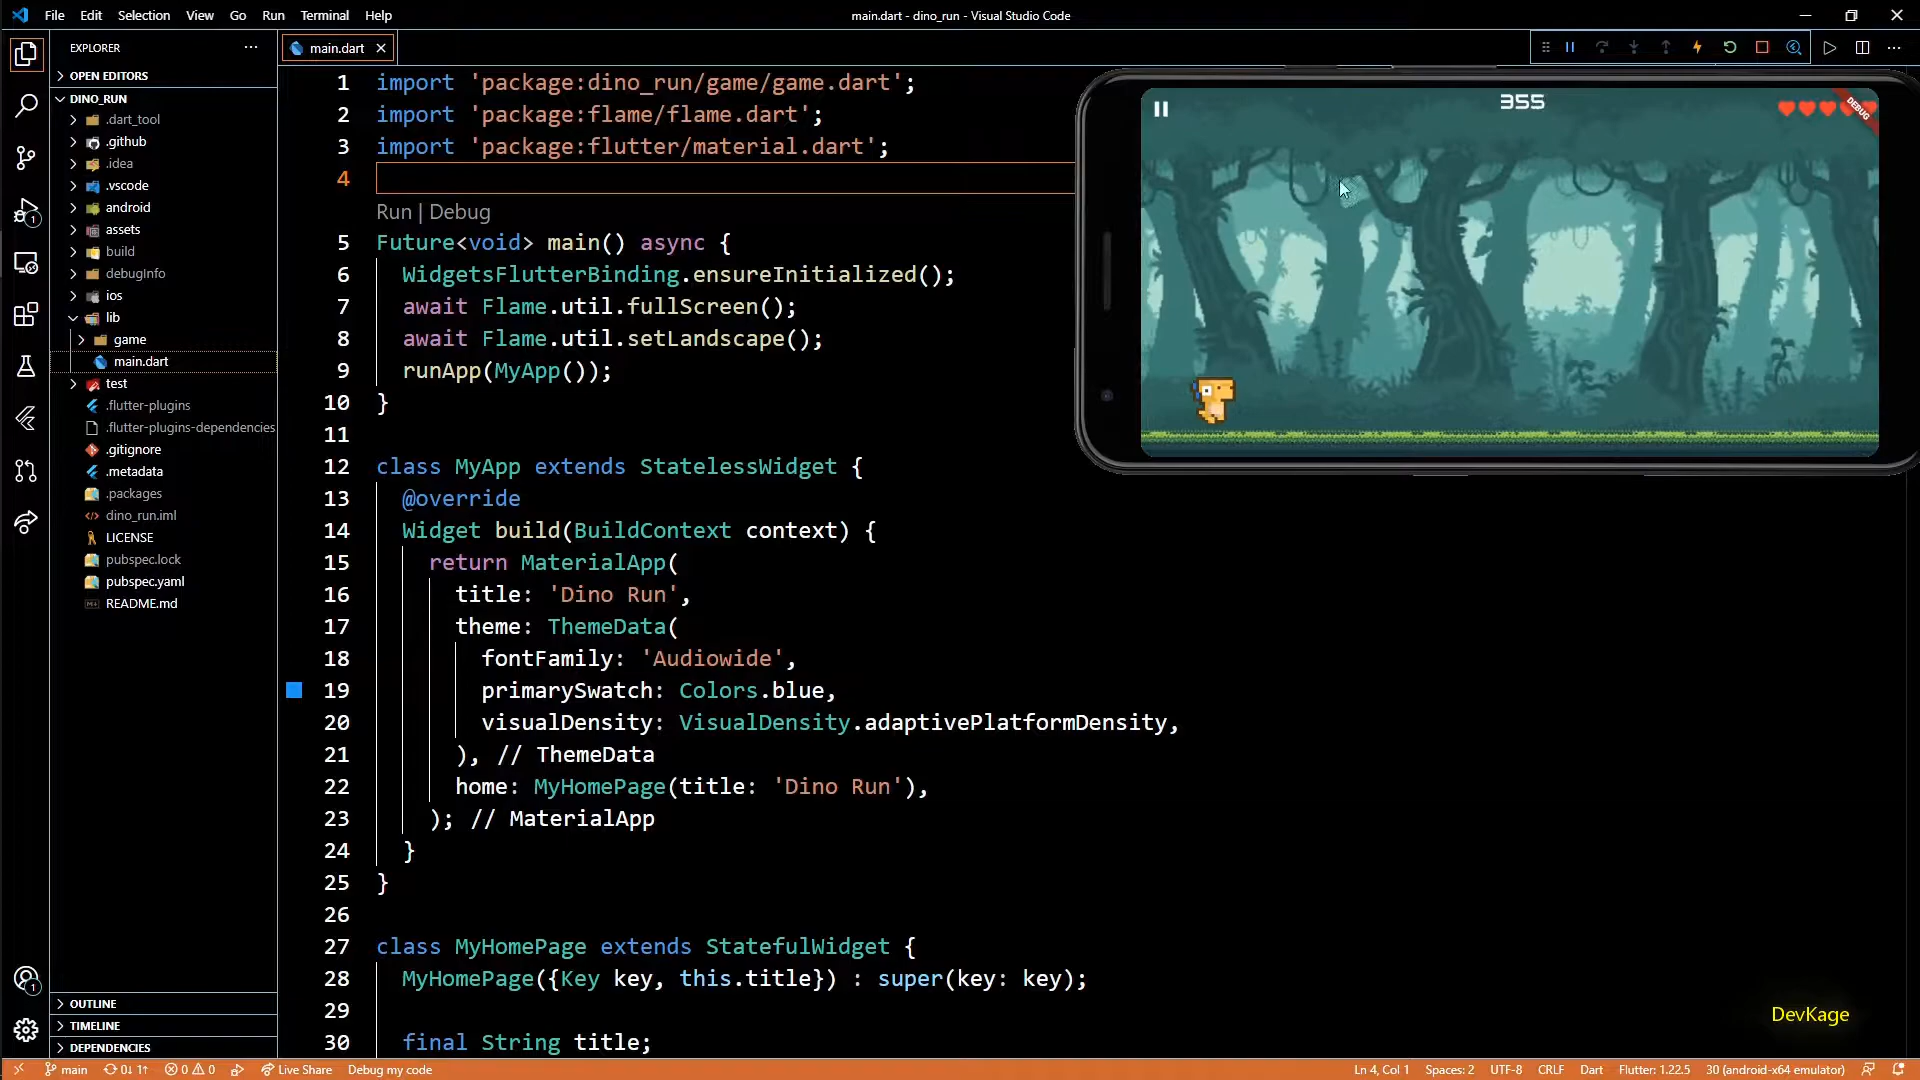 File Edit Selection View Go Run Terminal Help
main.dart - dino_run - Visual Studio Code
EXPLORER
OPEN EDITORS
DINO_RUN
.dart_tool
.github
.idea
.vscode
android
assets
build
debugInfo
ios
lib
game
main.dart
test
.flutter-plugins
.flutter-plugins-dependencies
.gitignore
.metadata
.packages
dino_run.iml
LICENSE
pubspec.lock
pubspec.yaml
README.md
OUTLINE
TIMELINE
DEPENDENCIES
1
1
main.dart
1 import 'package:dino_run/game/game.dart';
2 import 'package:flame/flame.dart';
3 import 'package:flutter/material.dart';
4
Run | Debug
5 Future<void> main() async {
6 WidgetsFlutterBinding.ensureInitialized();
7 await Flame.util.fullScreen();
8 await Flame.util.setLandscape();
9 runApp(MyApp());
10 }
11
12 class MyApp extends StatelessWidget {
13 @override
14 Widget build(BuildContext context) {
15 return MaterialApp(
16 title: 'Dino Run',
17 theme: ThemeData(
18 fontFamily: 'Audiowide',
19 primarySwatch: Colors.blue,
20 visualDensity: VisualDensity.adaptivePlatformDensity,
21 ), // ThemeData
22 home: MyHomePage(title: 'Dino Run'),
23 ); // MaterialApp
24 }
25 }
26
27 class MyHomePage extends StatefulWidget {
28 MyHomePage({Key key, this.title}) : super(key: key);
29
30 final String title;
355
DEBUG
DevKage
main 0↓ 1↑ 0 0 Live Share Debug my code
Ln 4, Col 1 Spaces: 2 UTF-8 CRLF Dart Flutter: 1.22.5 30 (android-x64 emulator)